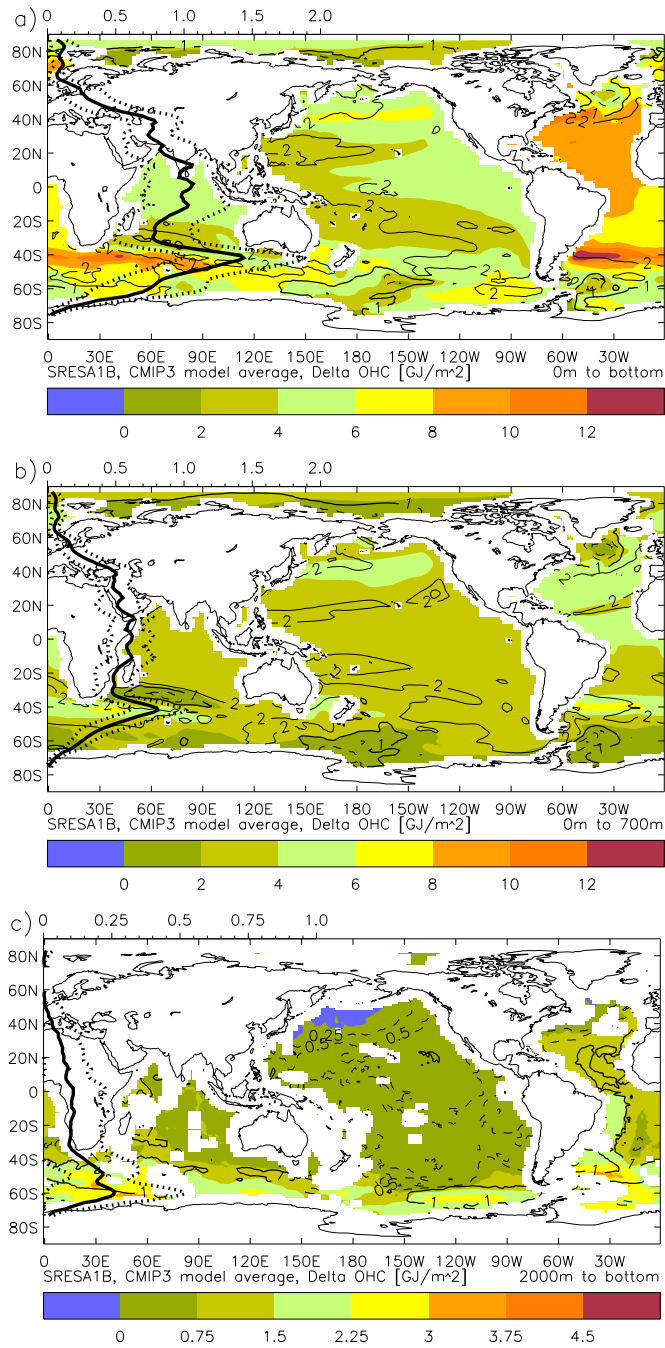 a) 0 0.5 1.0 1.5 2.0
80N
60N
40N
20N
0
20S
40S
60S
80S
0 30E 60E 90E 120E 150E 180 150W 120W 90W 60W 30W
SRESA1B, CMIP3 model average, Delta OHC [GJ/m^2] 0m to bottom
0 2 4 6 8 10 12
b) 0 0.5 1.0 1.5 2.0
80N
60N
40N
20N
0
20S
40S
60S
80S
0 30E 60E 90E 120E 150E 180 150W 120W 90W 60W 30W
SRESA1B, CMIP3 model average, Delta OHC [GJ/m^2] 0m to 700m
0 2 4 6 8 10 12
c) 0 0.25 0.5 0.75 1.0
80N
60N
40N
20N
0
20S
40S
60S
80S
0 30E 60E 90E 120E 150E 180 150W 120W 90W 60W 30W
SRESA1B, CMIP3 model average, Delta OHC [GJ/m^2] 2000m to bottom
0 0.75 1.5 2.25 3 3.75 4.5